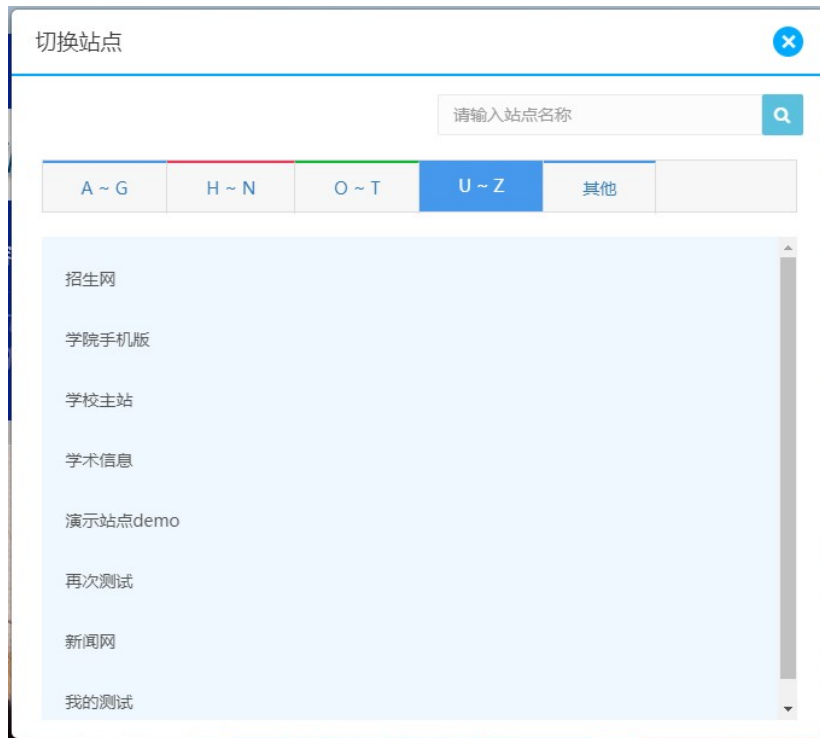 切换站点
请输入站点名称
A ~ G H ~ N O ~ T U ~ Z 其他
招生网
学院手机版
学校主站
学术信息
演示站点demo
再次测试
新闻网
我的测试